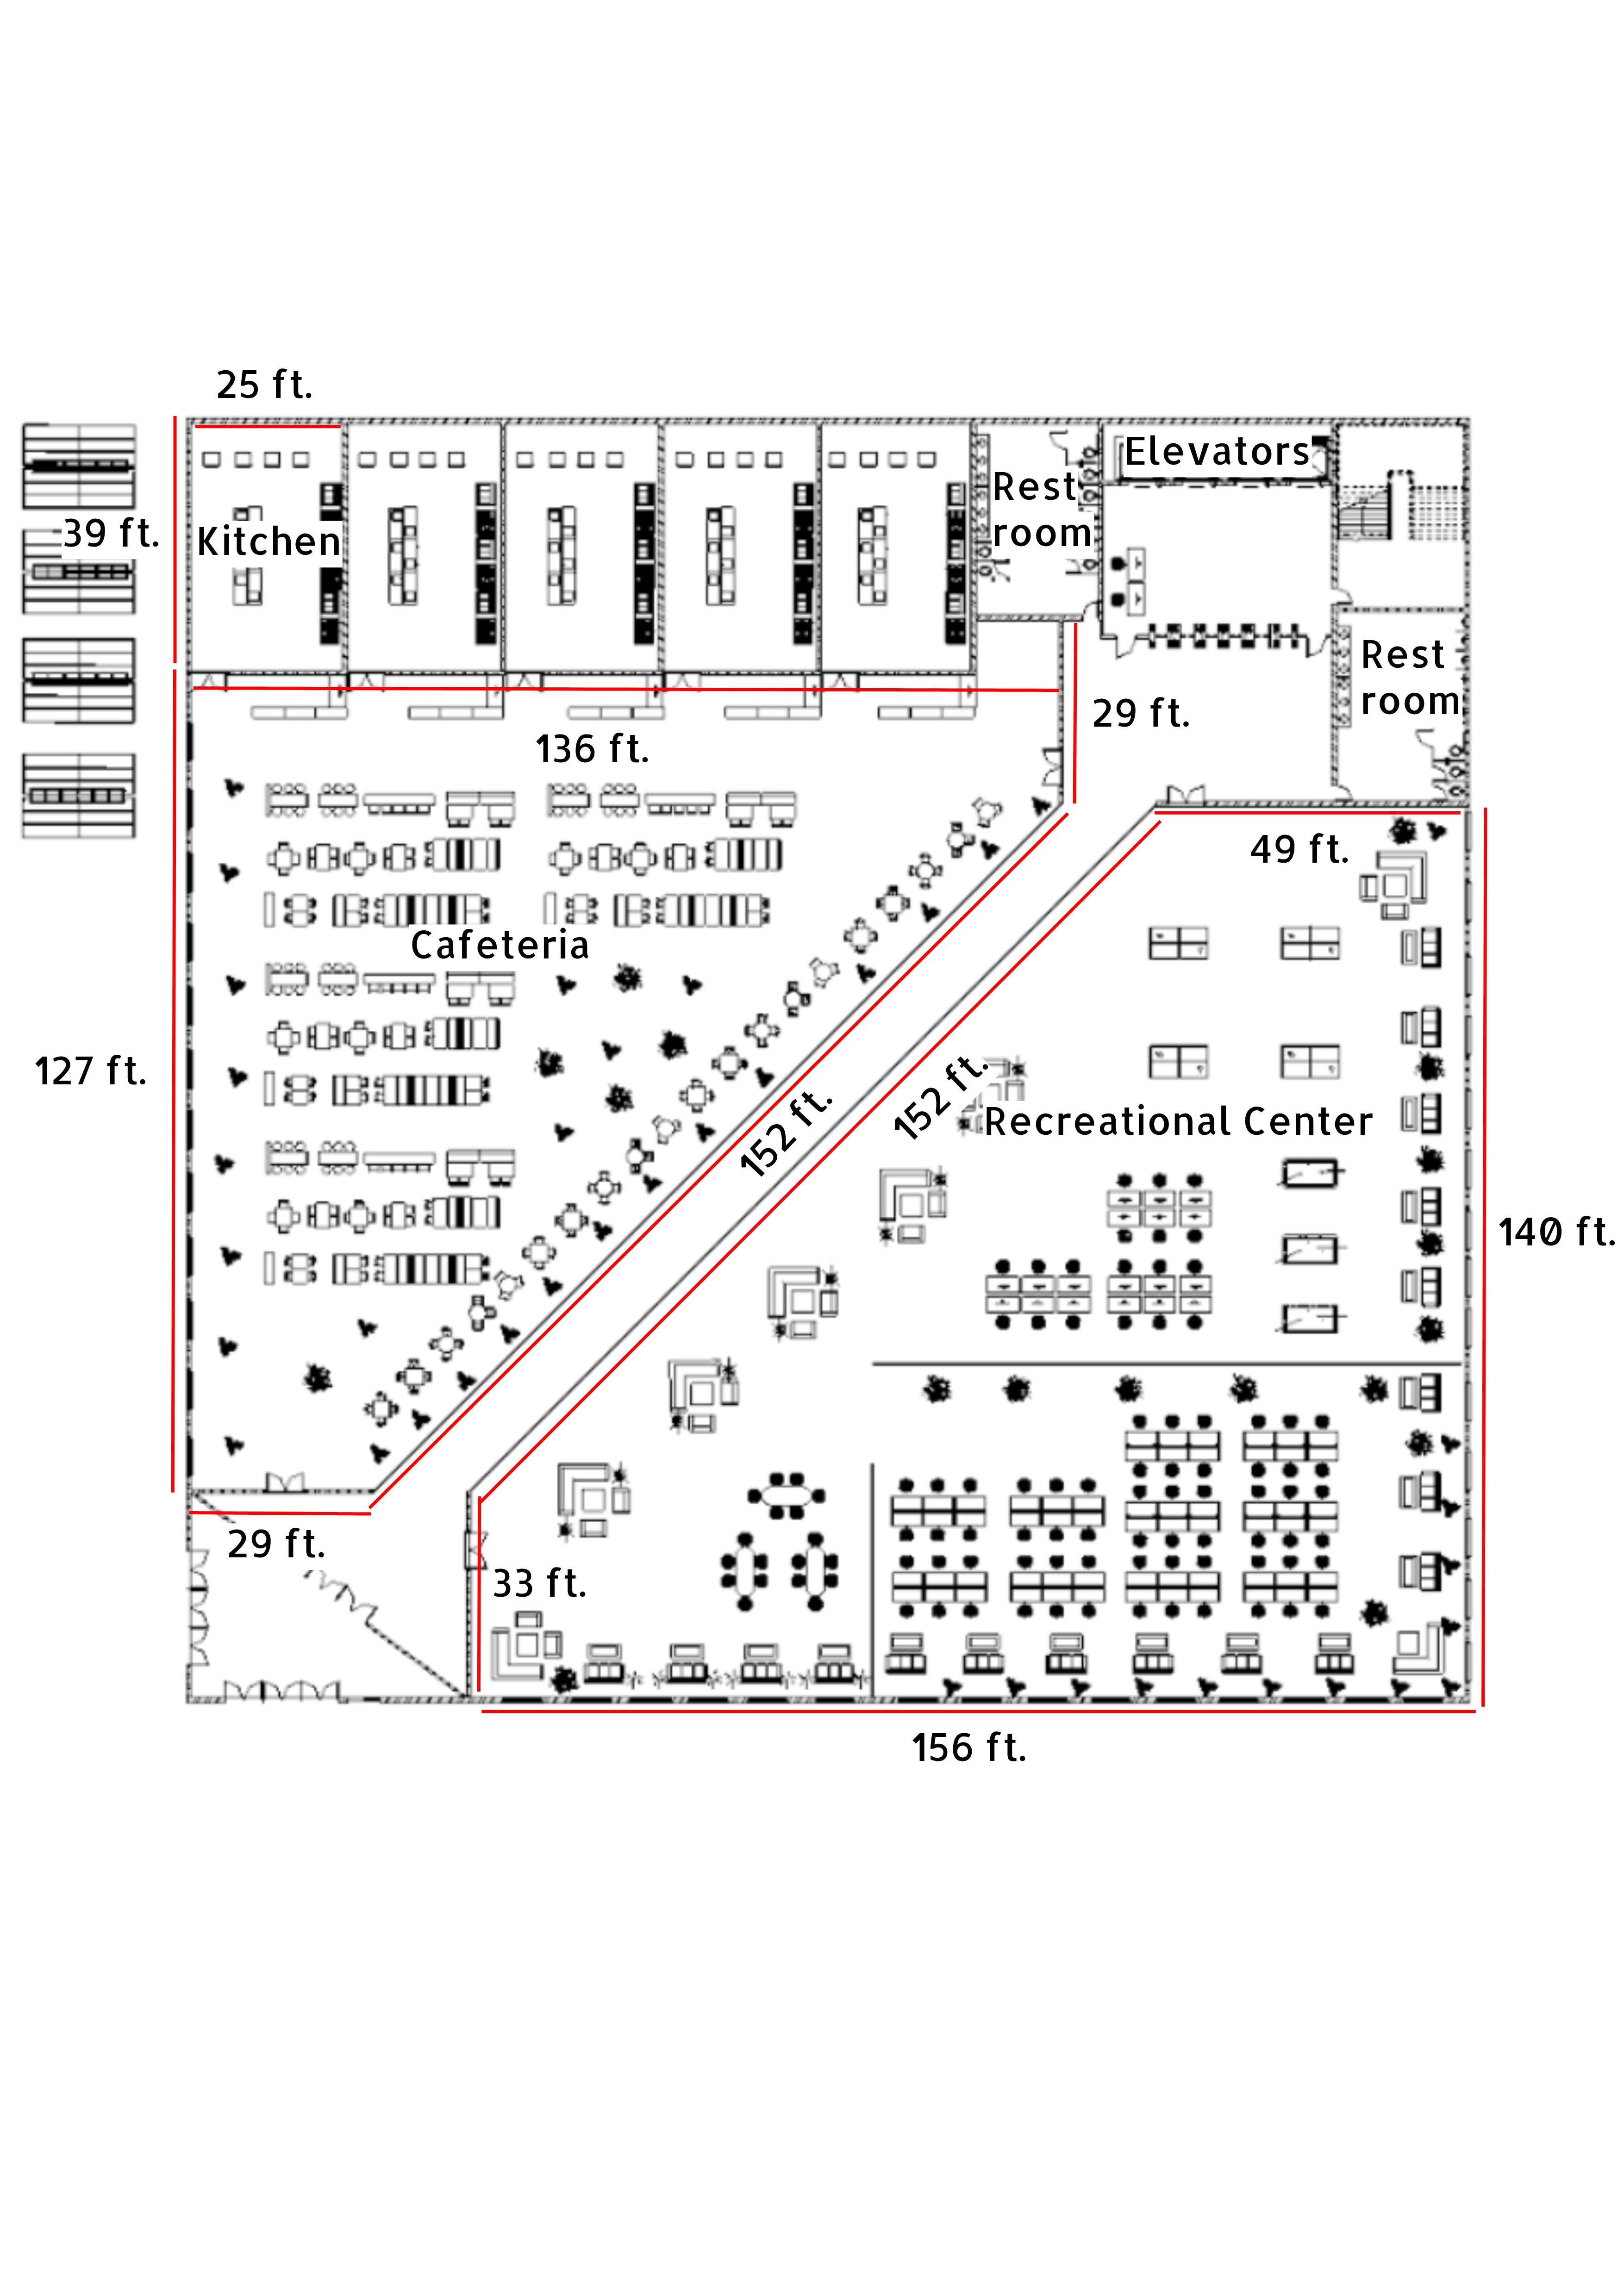 25 ft.
Elevators
Rest
room
39 ft.
Kitchen
Rest
room
29 ft.
136 ft.
49 ft.
Cafeteria
127 ft.
152 ft.
152 ft.
Recreational Center
140 ft.
29 ft.
33 ft.
156 ft.